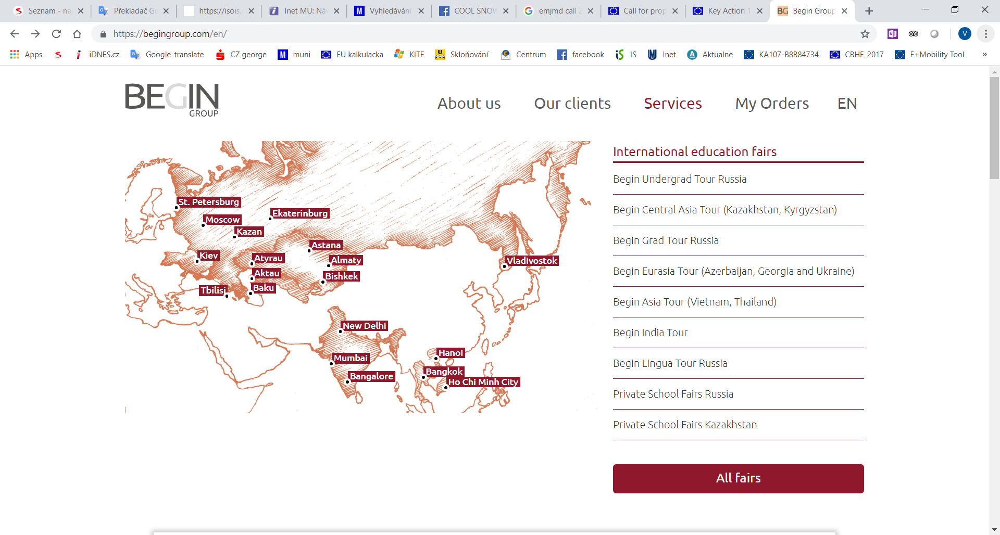 Seznam - na
Překladač Go
https://isois.c
Inet MU: Náv
Vyhledávání
COOL SNOW
emjmd call 2
Call for prop
Key Action 1
Begin Group
https://begingroup.com/en/
V
Apps
iDNES.cz
Google_translate
CZ george
muni
EU kalkulacka
KITE
Skloňování
Centrum
facebook
IS
Inet
Aktualne
KA107-B8B84734
CBHE_2017
E+Mobility Tool
»
BEGIN
GROUP
About us
Our clients
Services
My Orders
EN
St. Petersburg
Moscow
Ekaterinburg
Kazan
Astana
Kiev
Atyrau
Almaty
Vladivostok
Aktau
Bishkek
Tbilisi
Baku
New Delhi
Mumbai
Hanoi
Bangalore
Bangkok
Ho Chi Minh City
International education fairs
Begin Undergrad Tour Russia
Begin Central Asia Tour (Kazakhstan, Kyrgyzstan)
Begin Grad Tour Russia
Begin Eurasia Tour (Azerbaijan, Georgia and Ukraine)
Begin Asia Tour (Vietnam, Thailand)
Begin India Tour
Begin Lingua Tour Russia
Private School Fairs Russia
Private School Fairs Kazakhstan
All fairs